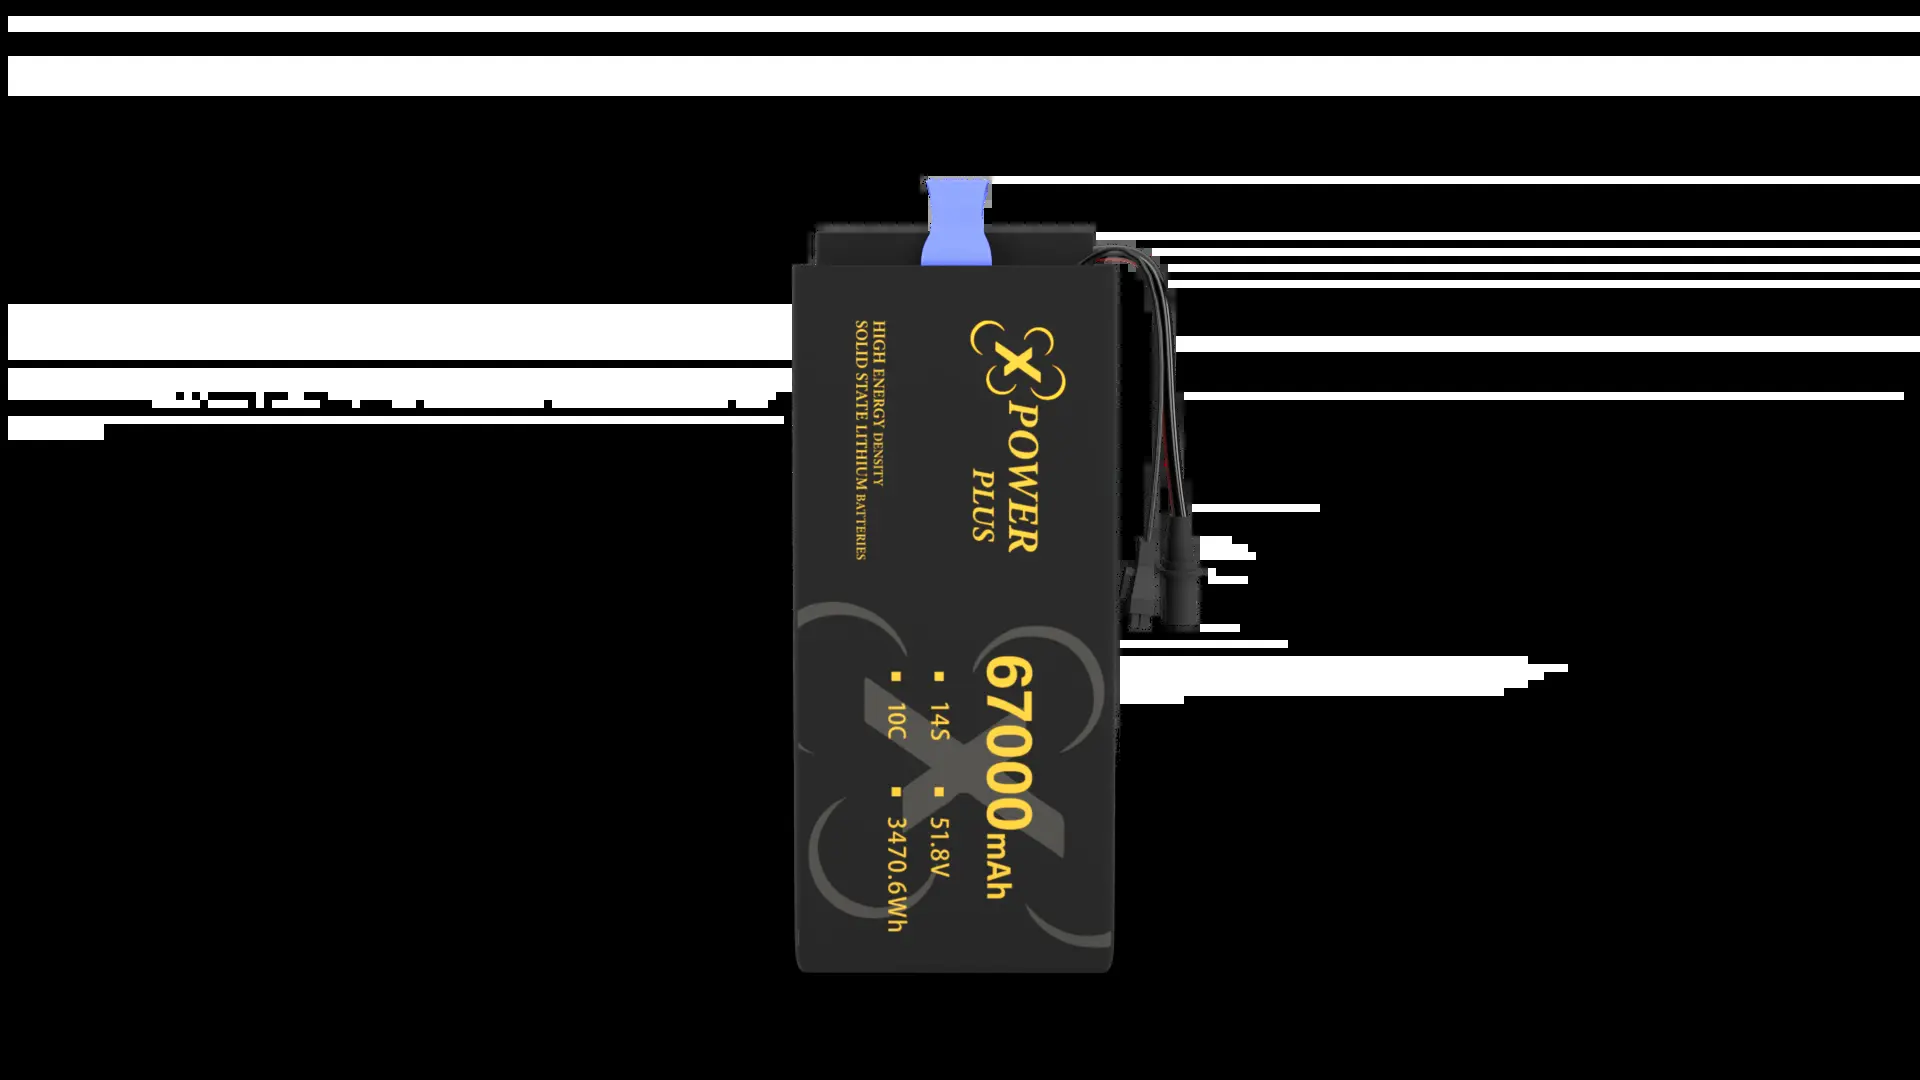 X POWER
PLUS
HIGH ENERGY DENSITY
SOLID STATE LITHIUM BATTERIES
67000mAh
▪ 14S ▪ 51.8V
▪ 10C ▪ 3470.6Wh